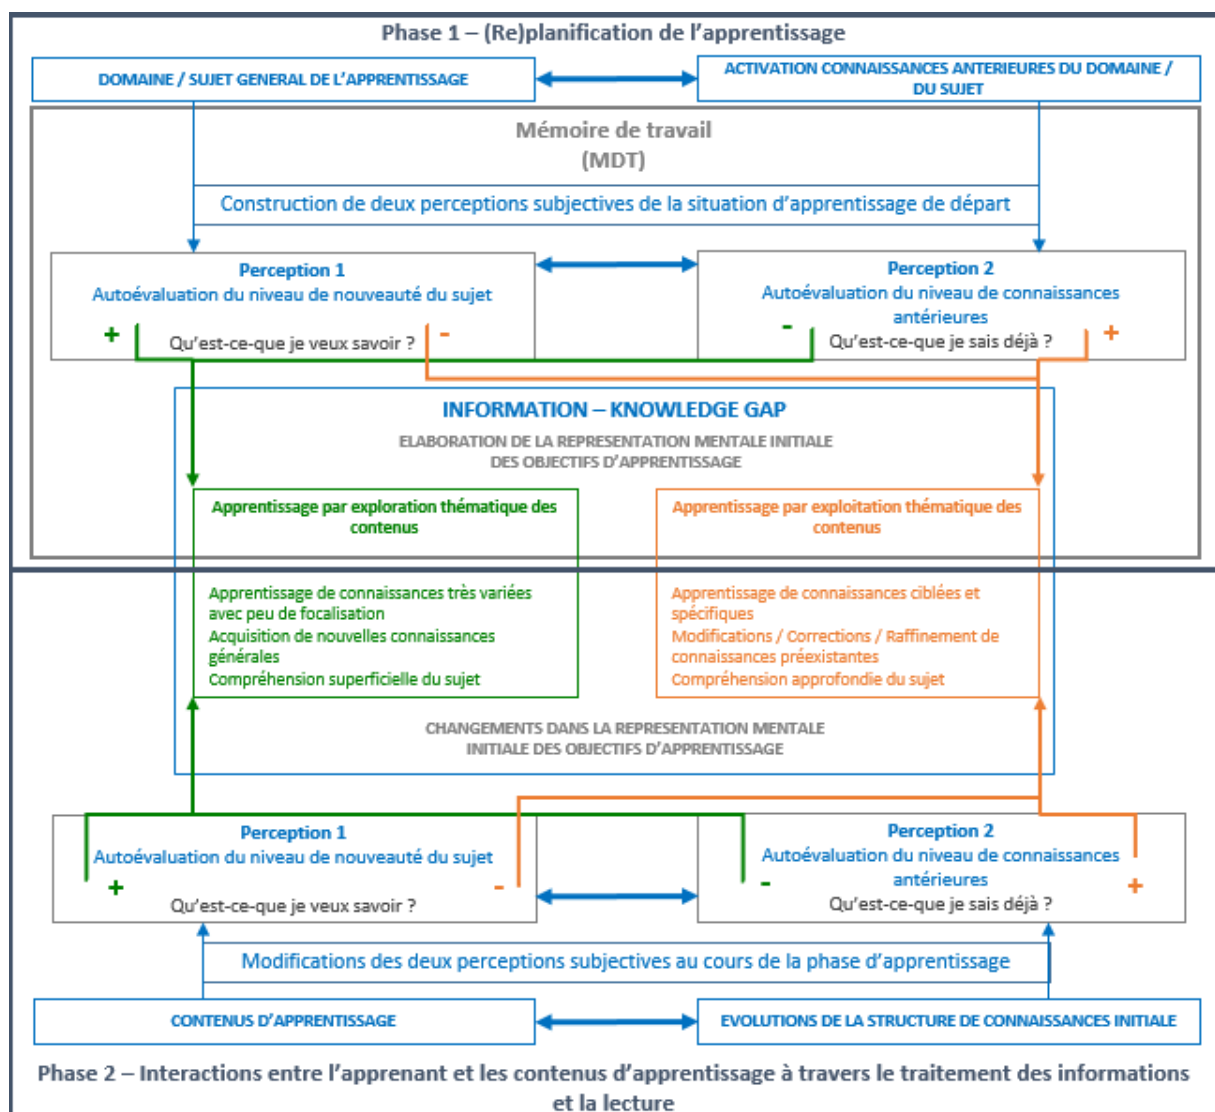 Phase 1 – (Re)planification de l'apprentissage
DOMAINE / SUJET GENERAL DE L'APPRENTISSAGE
ACTIVATION CONNAISSANCES ANTERIEURES DU DOMAINE /
DU SUJET
Mémoire de travail
(MDT)
Construction de deux perceptions subjectives de la situation d'apprentissage de départ
Perception 1
Autoévaluation du niveau de nouveauté du sujet
+
-
Qu'est-ce-que je veux savoir ?
Perception 2
Autoévaluation du niveau de connaissances
antérieures
-
+
Qu'est-ce-que je sais déjà ?
INFORMATION – KNOWLEDGE GAP
ELABORATION DE LA REPRESENTATION MENTALE INITIALE
DES OBJECTIFS D'APPRENTISSAGE
Apprentissage par exploration thématique des
contenus
Apprentissage de connaissances très variées
avec peu de focalisation
Acquisition de nouvelles connaissances
générales
Compréhension superficielle du sujet
Apprentissage par exploitation thématique des
contenus
Apprentissage de connaissances ciblées et
spécifiques
Modifications / Corrections / Raffinement de
connaissances préexistantes
Compréhension approfondie du sujet
CHANGEMENTS DANS LA REPRESENTATION MENTALE
INITIALE DES OBJECTIFS D'APPRENTISSAGE
Perception 1
Autoévaluation du niveau de nouveauté du sujet
+
-
Qu'est-ce-que je veux savoir ?
Perception 2
Autoévaluation du niveau de connaissances
antérieures
-
+
Qu'est-ce-que je sais déjà ?
Modifications des deux perceptions subjectives au cours de la phase d'apprentissage
CONTENUS D'APPRENTISSAGE
EVOLUTIONS DE LA STRUCTURE DE CONNAISSANCES INITIALE
Phase 2 – Interactions entre l'apprenant et les contenus d'apprentissage à travers le traitement des informations
et la lecture